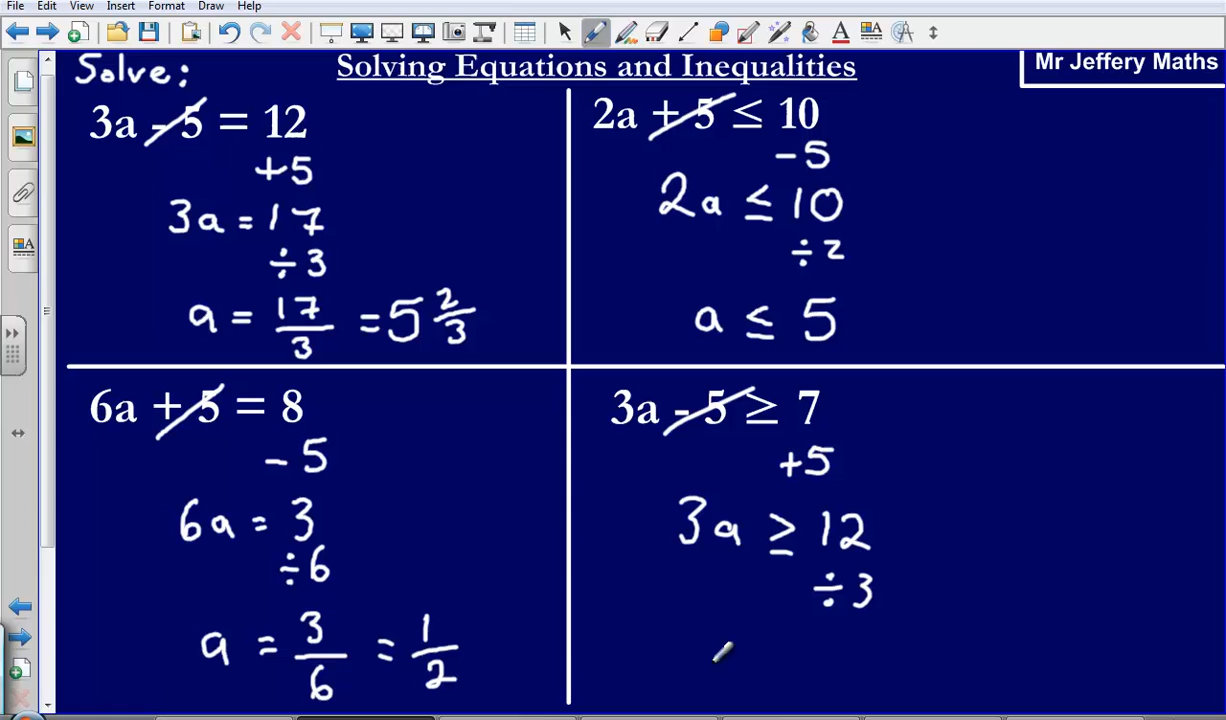 File Edit View Insert Format Draw Help
Solve:
Solving Equations and Inequalities
Mr Jeffery Maths
3a - 5 = 12
+5
3a = 17
÷3
a = 17/3 = 5 2/3
2a + 5 ≤ 10
-5
2a ≤ 10
÷2
a ≤ 5
6a + 5 = 8
-5
6a = 3
÷6
a = 3/6 = 1/2
3a - 5 ≥ 7
+5
3a ≥ 12
÷3